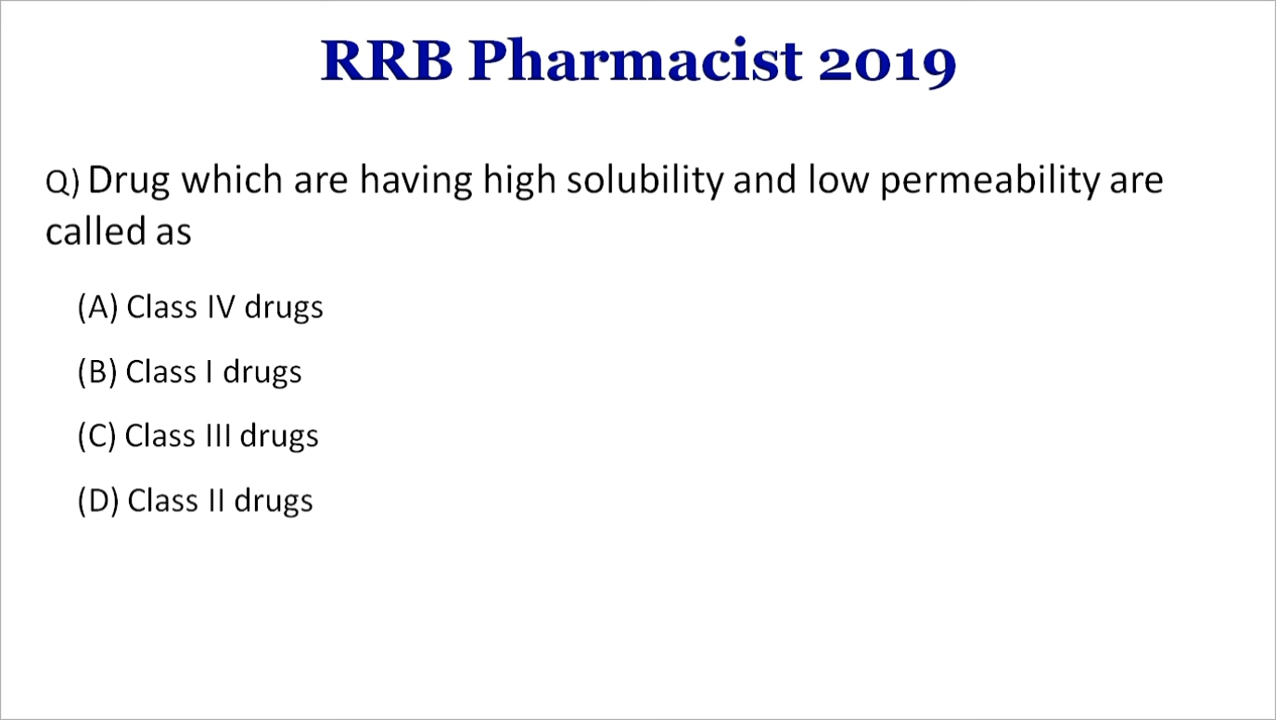 RRB Pharmacist 2019
Q) Drug which are having high solubility and low permeability are
called as
(A) Class IV drugs
(B) Class I drugs
(C) Class III drugs
(D) Class II drugs